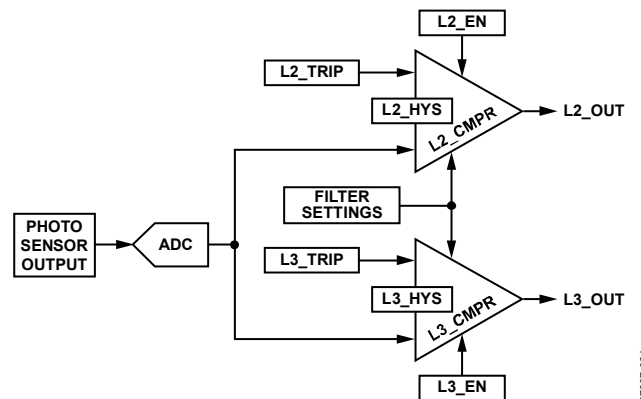 L2_EN
L2_TRIP
L2_HYS
L2_CMPR
L2_OUT
FILTER
SETTINGS
PHOTO
SENSOR
OUTPUT
ADC
L3_TRIP
L3_HYS
L3_CMPR
L3_OUT
L3_EN